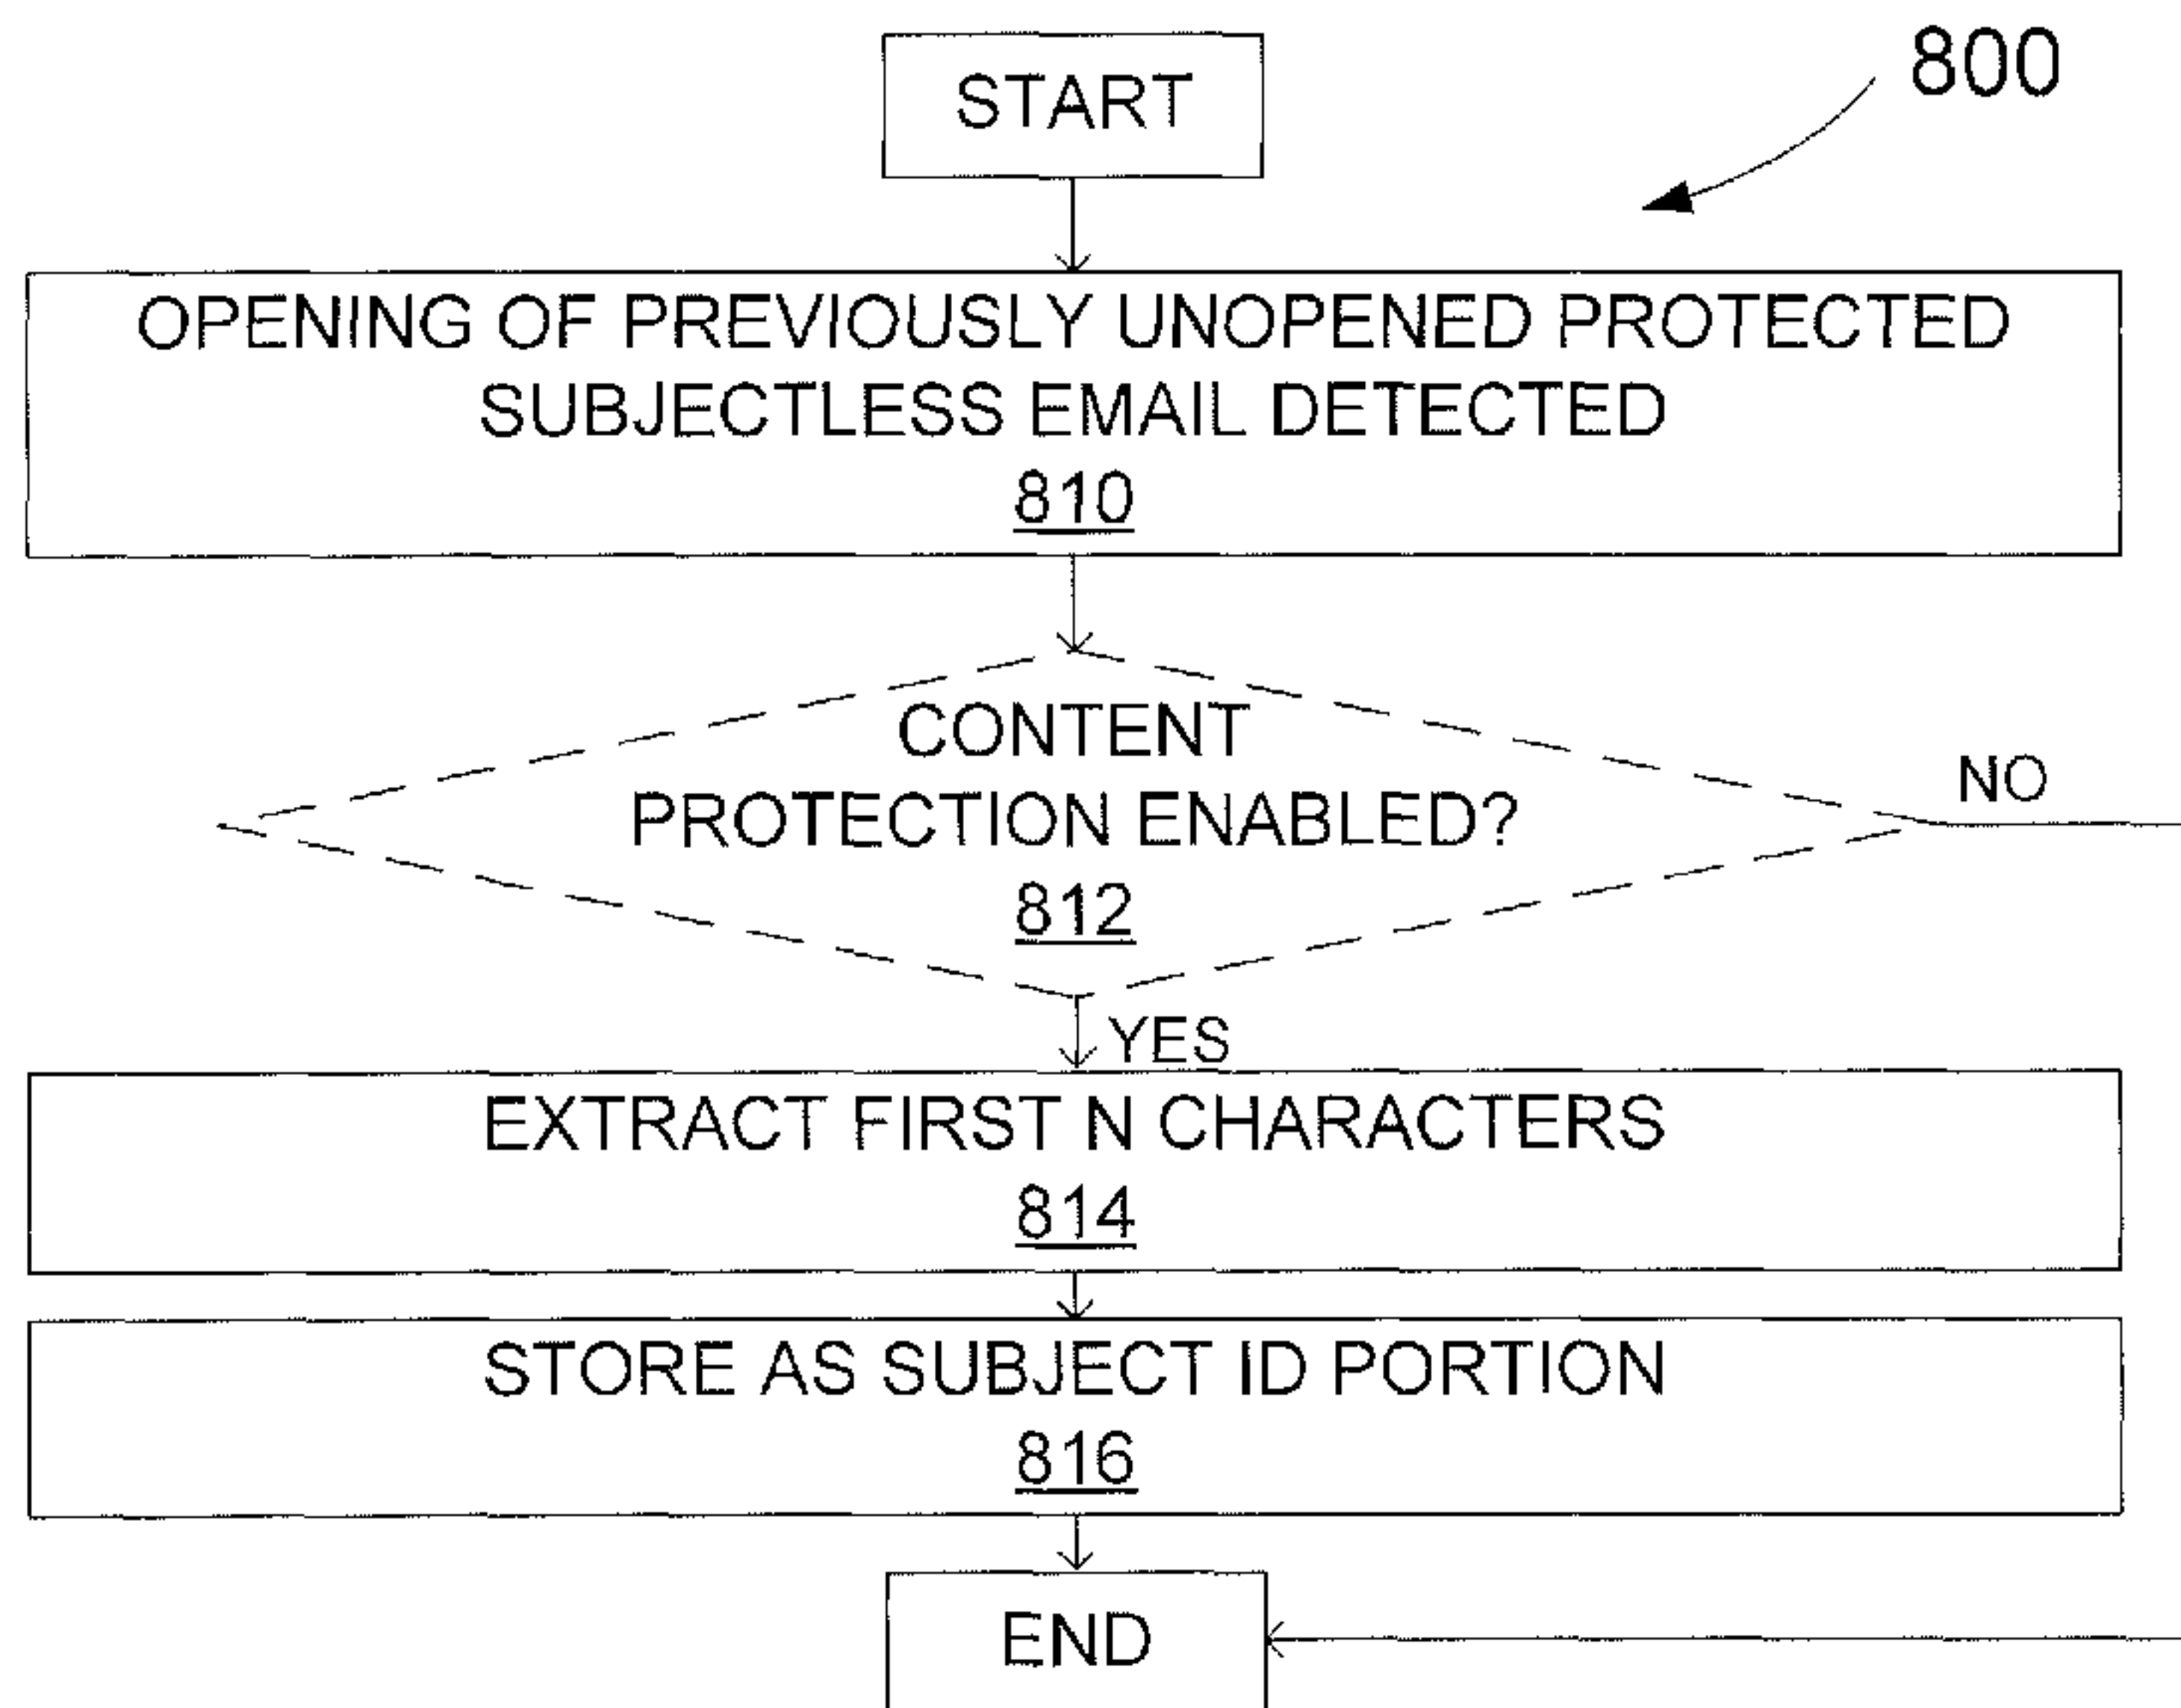 START
800
OPENING OF PREVIOUSLY UNOPENED PROTECTED
SUBJECTLESS EMAIL DETECTED
810
CONTENT
PROTECTION ENABLED?
812
NO
YES
EXTRACT FIRST N CHARACTERS
814
STORE AS SUBJECT ID PORTION
816
END